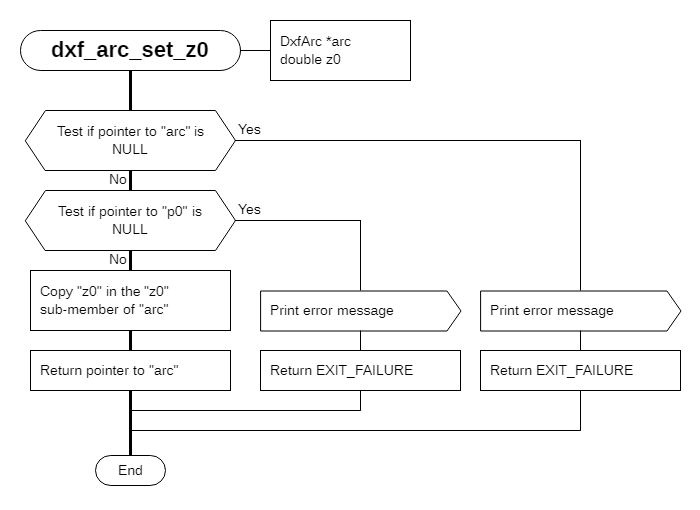 dxf_arc_set_z0
DxfArc *arc
double z0
Test if pointer to "arc" is
NULL
Yes
No
Test if pointer to "p0" is
NULL
Yes
No
Copy "z0" in the "z0"
sub-member of "arc"
Print error message
Print error message
Return pointer to "arc"
Return EXIT_FAILURE
Return EXIT_FAILURE
End